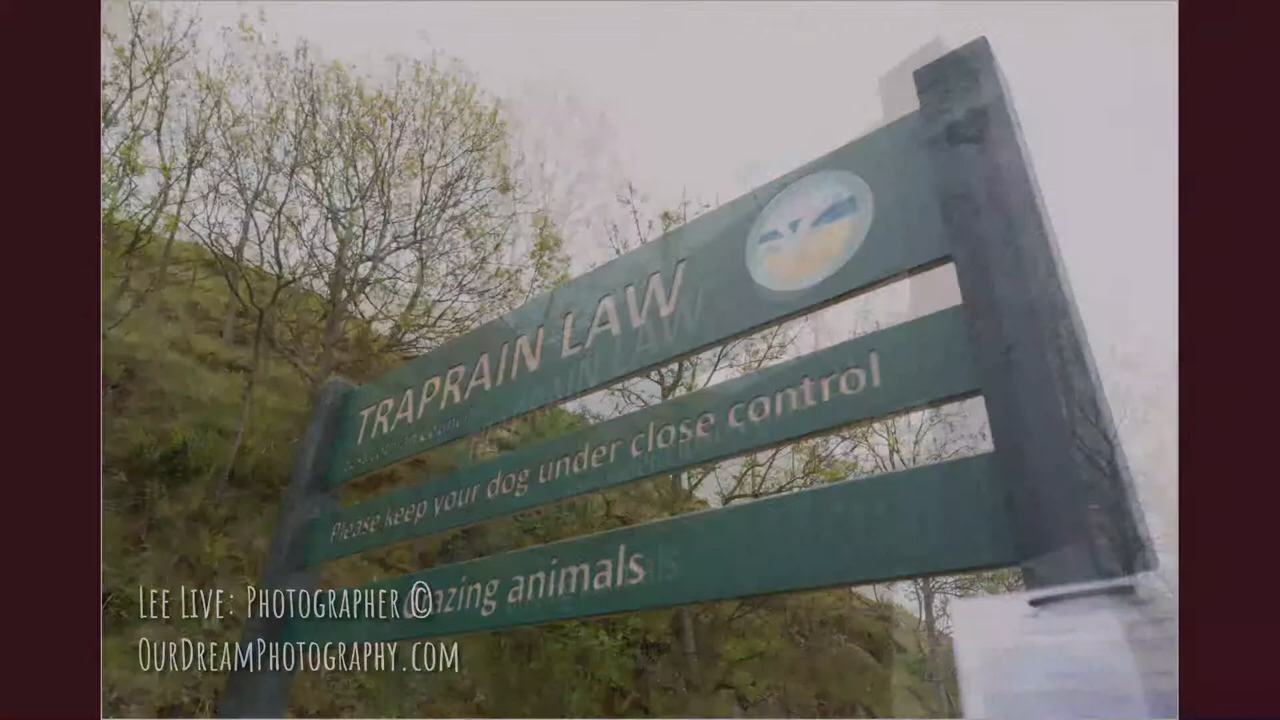 TRAPRAIN LAW
Please keep your dog under close control
azing animals
Lee Live: Photographer ©
OurDreamPhotography.com